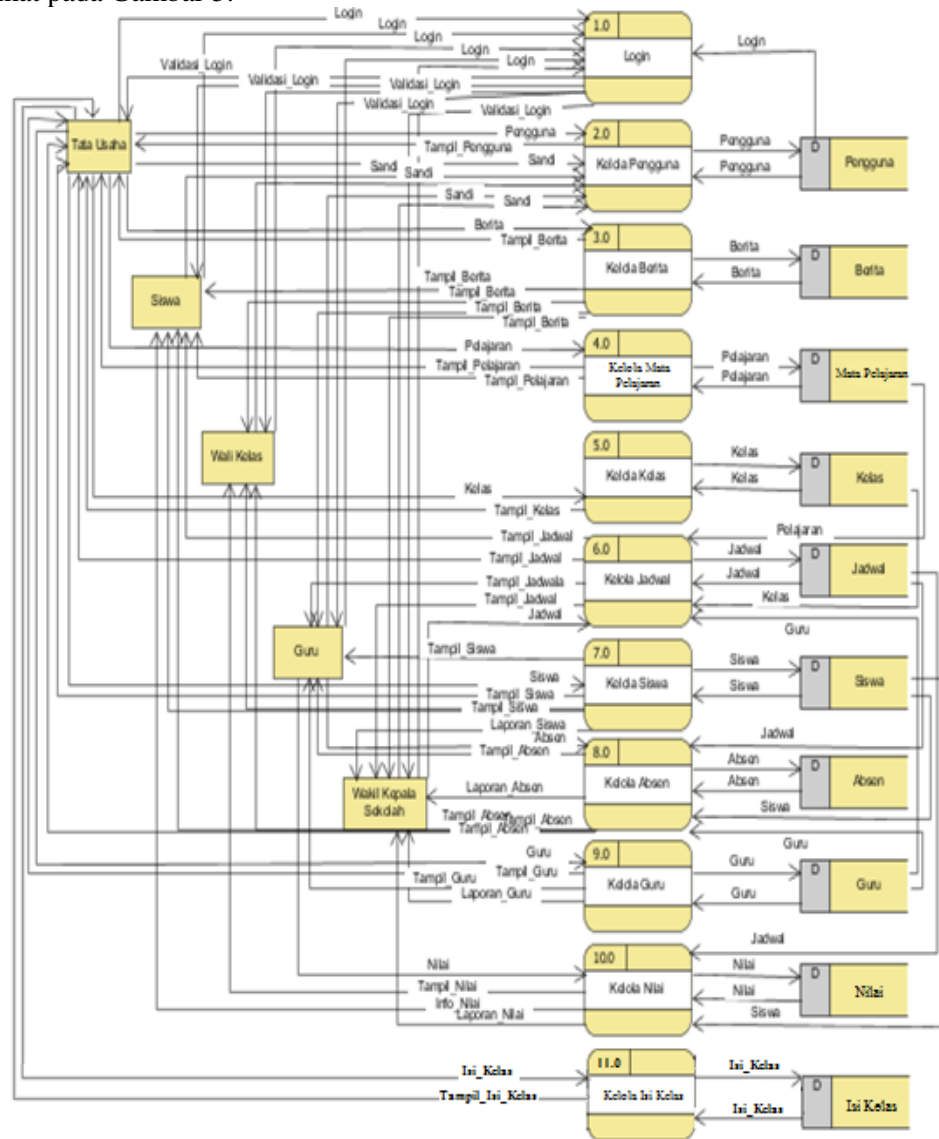 Login
1.0
Login
Login
Login
Login
Login
Login
Validasi_Login
Validasi_Login
Validasi_Login
Validasi_Login
Validasi_Login
Tata Usaha
Pengguna
Tampil_Pengguna
2.0
Kelola Pengguna
Pengguna
Pengguna
D
Pengguna
Sandi
Sandi
Sandi
Sandi
Sandi
Berita
Tampil_Berita
3.0
Kelola Berita
Berita
Berita
D
Berita
Siswa
Tampil_Berita
Tampil_Berita
Tampil_Berita
Tampil_Berita
Pelajaran
Tampil_Pelajaran
Tampil_Pelajaran
4.0
Kelola Mata
Pelajaran
Pelajaran
Pelajaran
D
Mata Pelajaran
Wali Kelas
5.0
Kelola Kelas
Kelas
Kelas
D
Kelas
Kelas
Tampil_Kelas
Tampil_Jadwal
Pelajaran
6.0
Kelola Jadwal
Tampil_Jadwal
Tampil_Jadwala
Tampil_Jadwal
Jadwal
Jadwal
Jadwal
D
Jadwal
Kelas
Guru
Guru
Tampil_Siswa
7.0
Kelola Siswa
Siswa
Tampil_Siswa
Tampil_Siswa
Siswa
Siswa
D
Siswa
Laporan_Siswa
Absen
Tampil_Absen
8.0
Kelola Absen
Jadwal
Absen
Absen
D
Absen
Wakil Kepala
Sekolah
Laporan_Absen
Tampil_Absen
Tampil_Absen
Tampil_Absen
Siswa
Guru
Guru
Tampil_Guru
Tampil_Guru
Laporan_Guru
9.0
Kelola Guru
Guru
Guru
D
Guru
Jadwal
Nilai
Tampil_Nilai
Info_Nilai
Laporan_Nilai
10.0
Kelola Nilai
Nilai
Nilai
D
Nilai
Siswa
Isi_Kelas
Tampil_Isi_Kelas
11.0
Kelola Isi Kelas
Isi_Kelas
Isi_Kelas
D
Isi Kelas